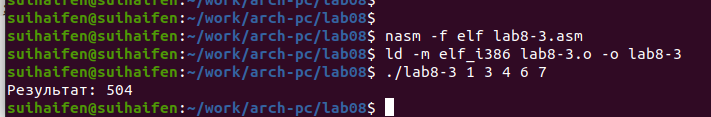 suihaifen@suihaifen:~/work/arch-pc/lab08$
suihaifen@suihaifen:~/work/arch-pc/lab08$ nasm -f elf lab8-3.asm
suihaifen@suihaifen:~/work/arch-pc/lab08$ ld -m elf_i386 lab8-3.o -o lab8-3
suihaifen@suihaifen:~/work/arch-pc/lab08$ ./lab8-3 1 3 4 6 7
Результат: 504
suihaifen@suihaifen:~/work/arch-pc/lab08$